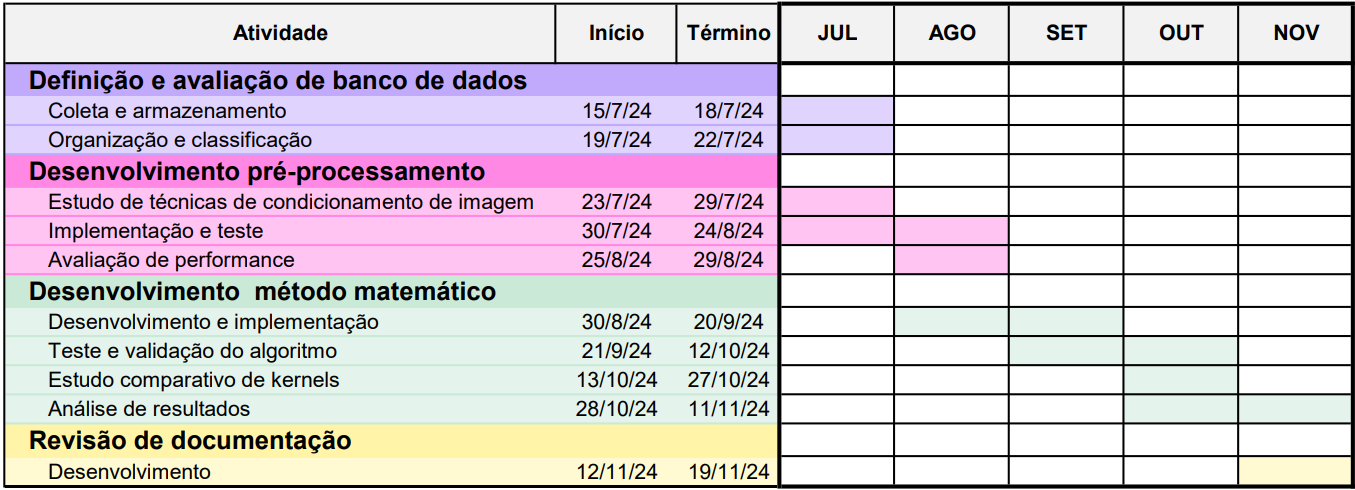 Atividade Início Término JUL AGO SET OUT NOV
Definição e avaliação de banco de dados
Coleta e armazenamento 15/7/24 18/7/24
Organização e classificação 19/7/24 22/7/24
Desenvolvimento pré-processamento
Estudo de técnicas de condicionamento de imagem 23/7/24 29/7/24
Implementação e teste 30/7/24 24/8/24
Avaliação de performance 25/8/24 29/8/24
Desenvolvimento  método matemático
Desenvolvimento e implementação 30/8/24 20/9/24
Teste e validação do algoritmo 21/9/24 12/10/24
Estudo comparativo de kernels 13/10/24 27/10/24
Análise de resultados 28/10/24 11/11/24
Revisão de documentação
Desenvolvimento 12/11/24 19/11/24